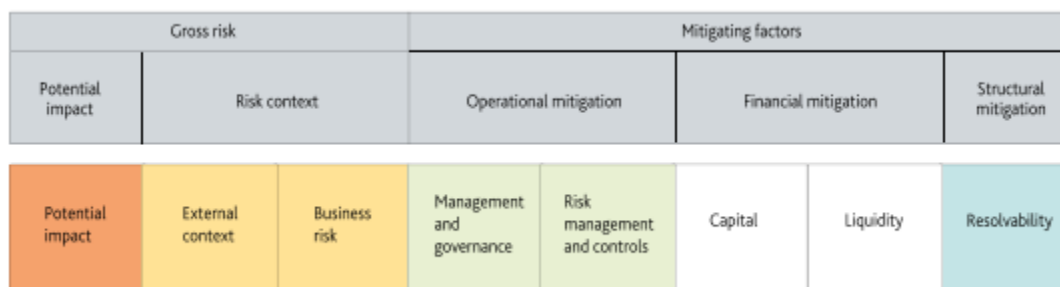 Gross risk
Mitigating factors
Potential
impact
Risk context
Operational mitigation
Financial mitigation
Structural
mitigation
Potential
impact
External
context
Business
risk
Management
and
governance
Risk
management
and controls
Capital
Liquidity
Resolvability